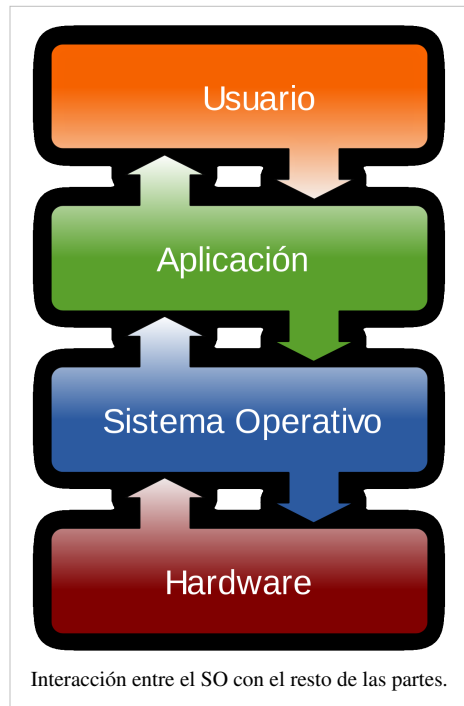 Usuario
Aplicación
Sistema Operativo
Hardware
Interacción entre el SO con el resto de las partes.